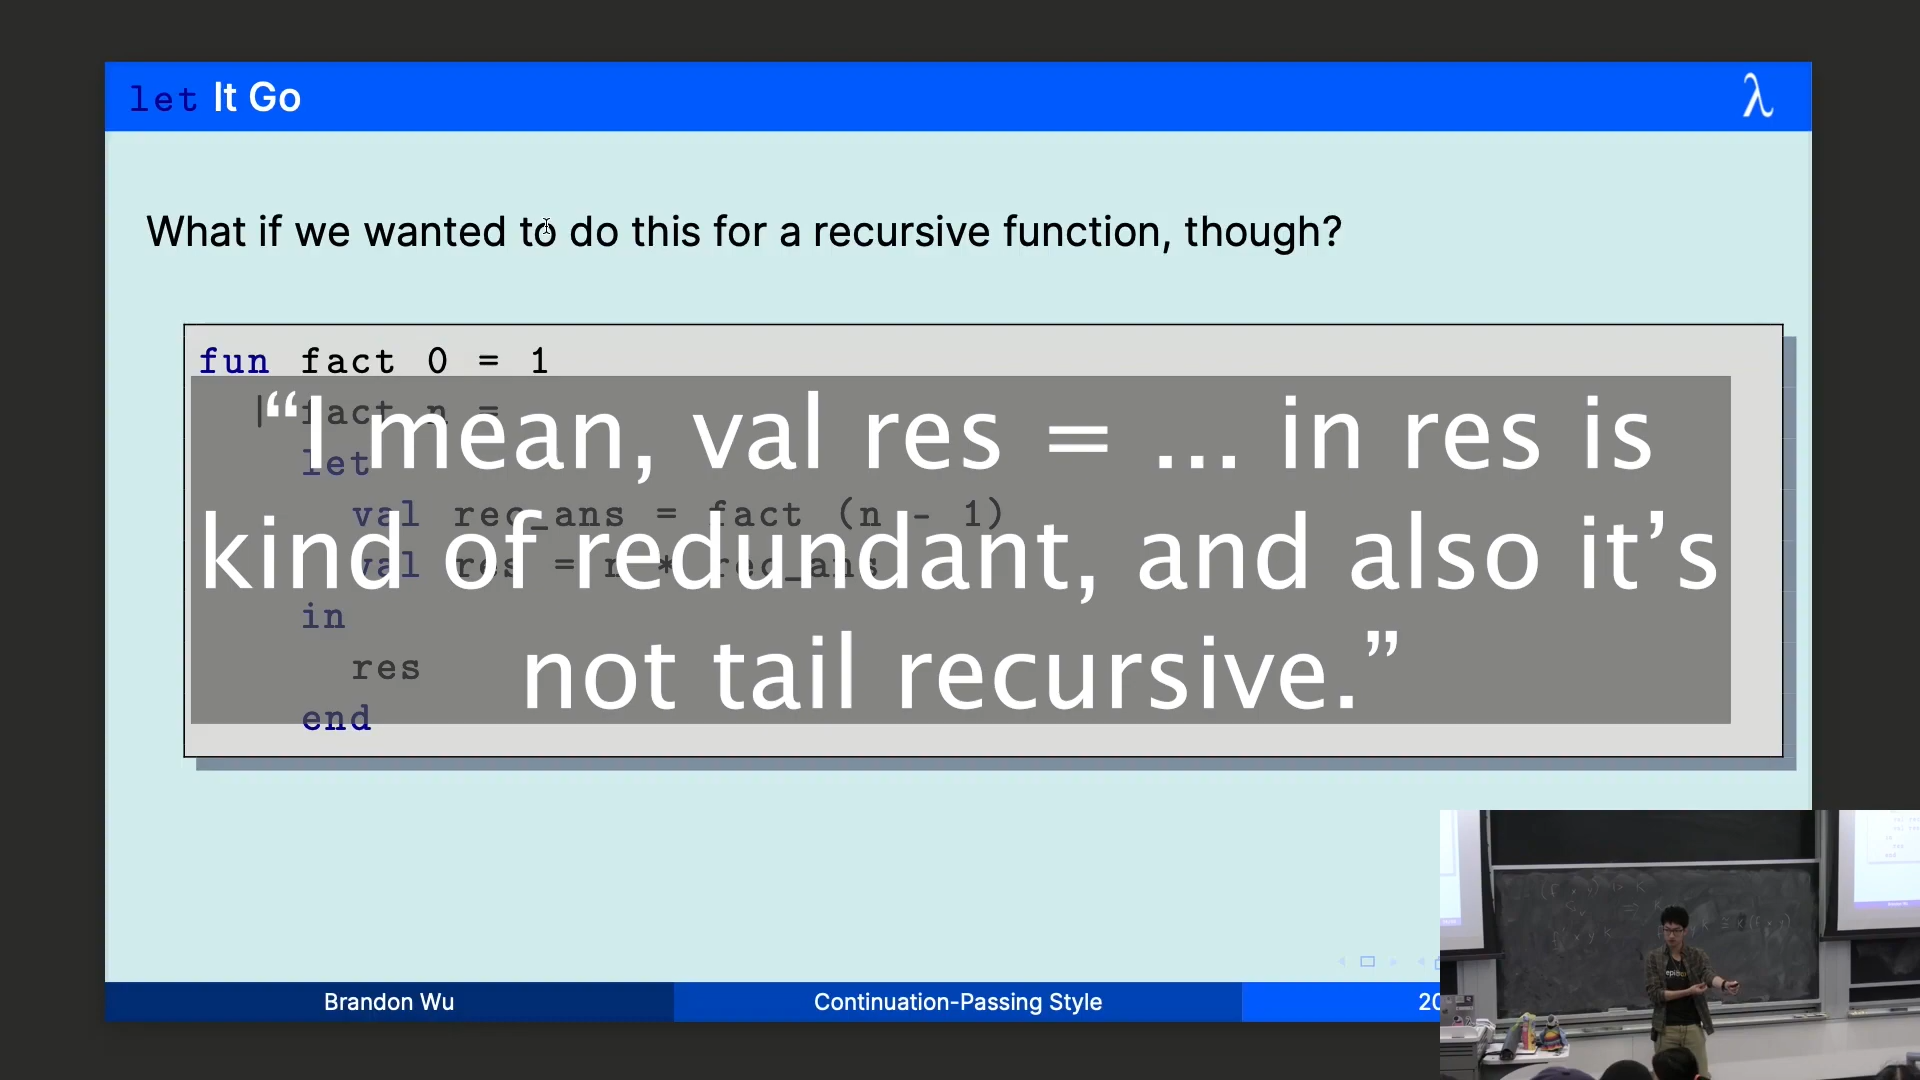 let It Go
λ
What if we wanted to do this for a recursive function, though?
fun fact 0 = 1
| fact n =
let
val rec_ans = fact (n - 1)
val res = n * rec_ans
in
res
end
“I mean, val res = ... in res is
kind of redundant, and also it’s
not tail recursive.”
Brandon Wu
Continuation-Passing Style
20